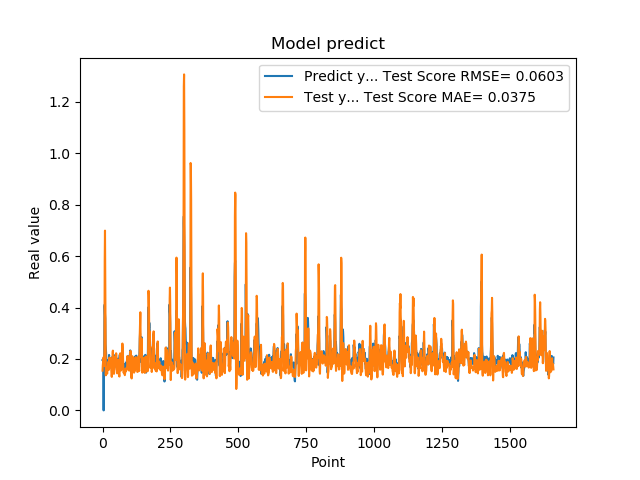 Model predict
Predict y... Test Score RMSE= 0.0603
Test y... Test Score MAE= 0.0375
Real value
1.2
1.0
0.8
0.6
0.4
0.2
0.0
0 250 500 750 1000 1250 1500
Point